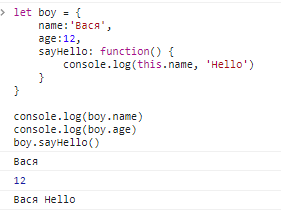 let boy = {
    name:'Вася',
    age:12,
    sayHello: function() {
        console.log(this.name, 'Hello')
    }
}

console.log(boy.name)
console.log(boy.age)
boy.sayHello()
Вася
12
Вася Hello